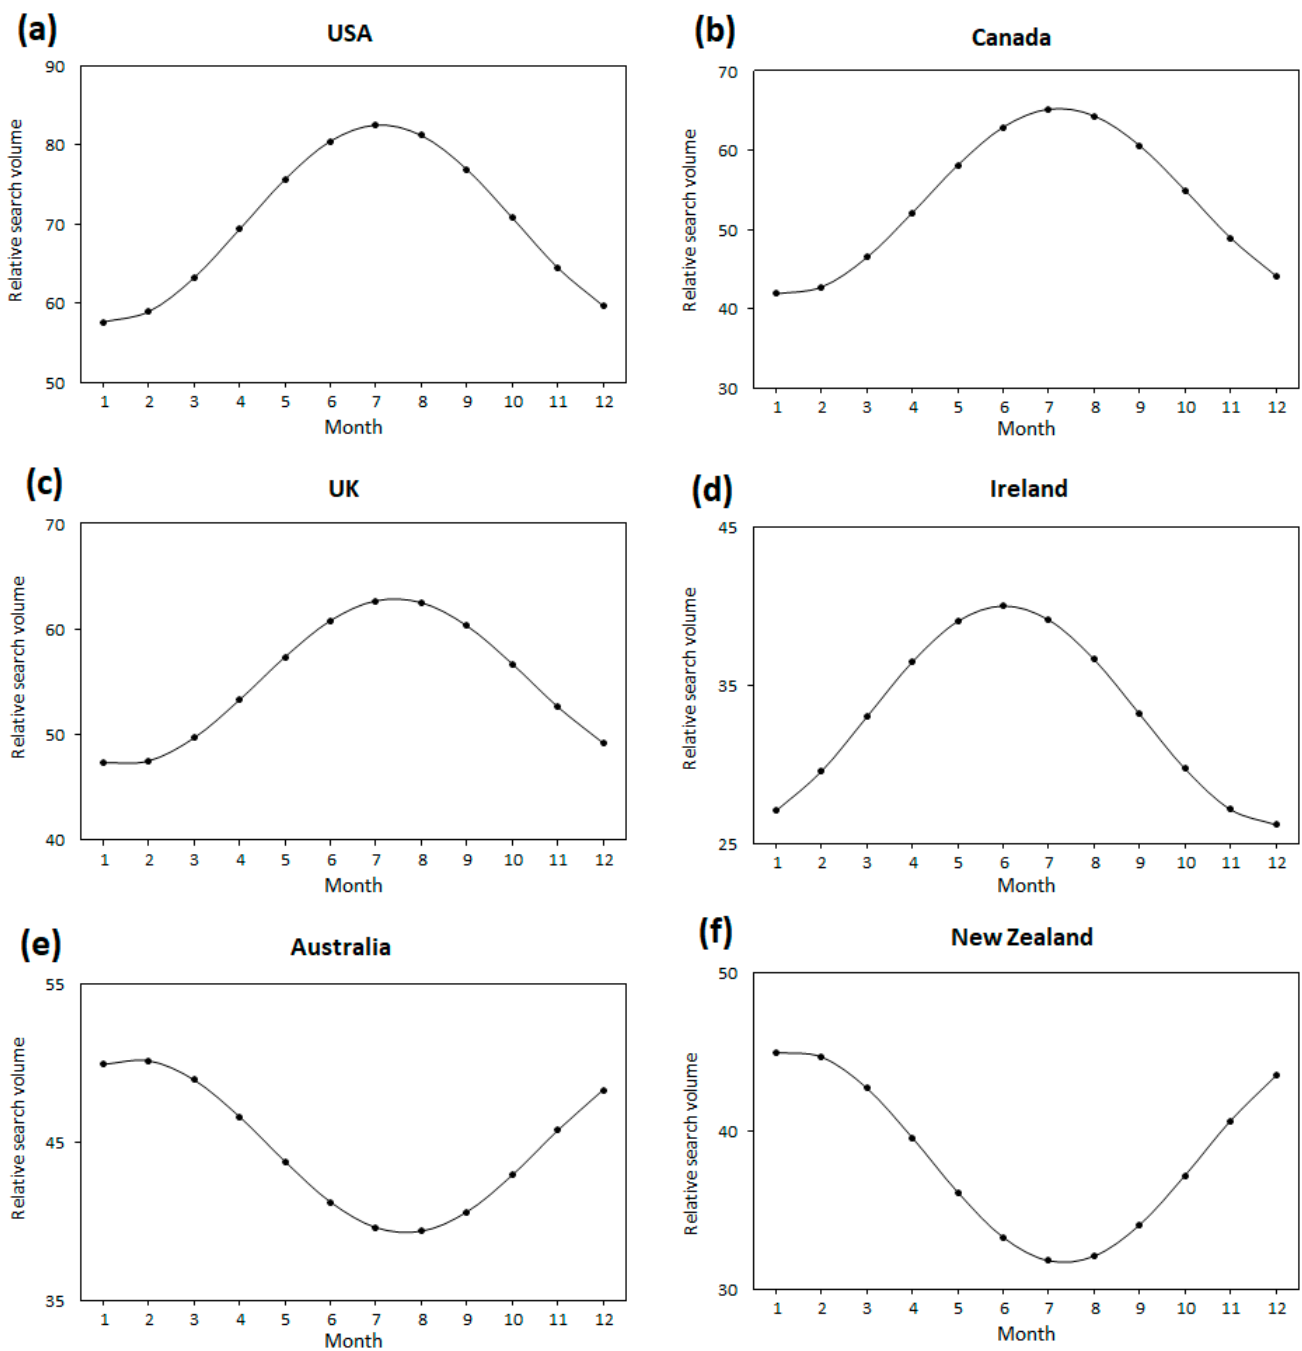 (a)
USA
Relative search volume
90
80
70
60
50
1 2 3 4 5 6 7 8 9 10 11 12
Month
(b)
Canada
Relative search volume
70
60
50
40
30
1 2 3 4 5 6 7 8 9 10 11 12
Month
(c)
UK
Relative search volume
70
60
50
40
1 2 3 4 5 6 7 8 9 10 11 12
Month
(d)
Ireland
Relative search volume
45
35
25
1 2 3 4 5 6 7 8 9 10 11 12
Month
(e)
Australia
Relative search volume
55
45
35
1 2 3 4 5 6 7 8 9 10 11 12
Month
(f)
New Zealand
Relative search volume
50
40
30
1 2 3 4 5 6 7 8 9 10 11 12
Month